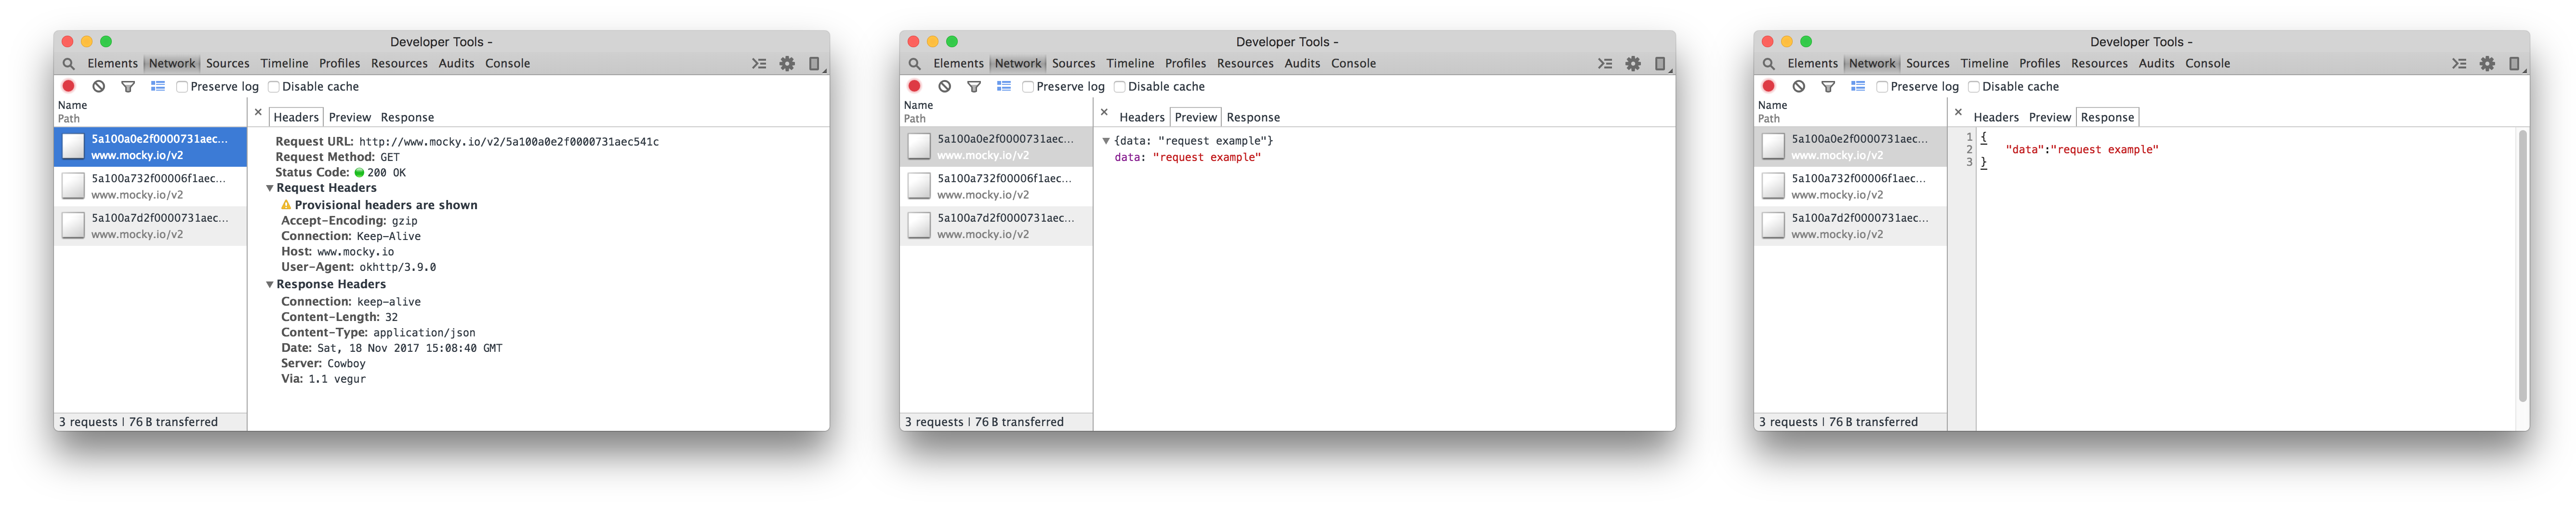 Developer Tools -
Elements Network Sources Timeline Profiles Resources Audits Console
Preserve log Disable cache
Name
Path
5a100a0e2f0000731aec...
www.mocky.io/v2
5a100a732f00006f1aec...
www.mocky.io/v2
5a100a7d2f0000731aec...
www.mocky.io/v2
3 requests | 76 B transferred
× Headers Preview Response
Request URL: http://www.mocky.io/v2/5a100a0e2f0000731aec541c
Request Method: GET
Status Code: 200 OK
Request Headers
Provisional headers are shown
Accept-Encoding: gzip
Connection: Keep-Alive
Host: www.mocky.io
User-Agent: okhttp/3.9.0
Response Headers
Connection: keep-alive
Content-Length: 32
Content-Type: application/json
Date: Sat, 18 Nov 2017 15:08:40 GMT
Server: Cowboy
Via: 1.1 vegur
Developer Tools -
Elements Network Sources Timeline Profiles Resources Audits Console
Preserve log Disable cache
Name
Path
5a100a0e2f0000731aec...
www.mocky.io/v2
5a100a732f00006f1aec...
www.mocky.io/v2
5a100a7d2f0000731aec...
www.mocky.io/v2
3 requests | 76 B transferred
× Headers Preview Response
{data: "request example"}
data: "request example"
Developer Tools -
Elements Network Sources Timeline Profiles Resources Audits Console
Preserve log Disable cache
Name
Path
5a100a0e2f0000731aec...
www.mocky.io/v2
5a100a732f00006f1aec...
www.mocky.io/v2
5a100a7d2f0000731aec...
www.mocky.io/v2
3 requests | 76 B transferred
× Headers Preview Response
1 {
2 "data":"request example"
3 }